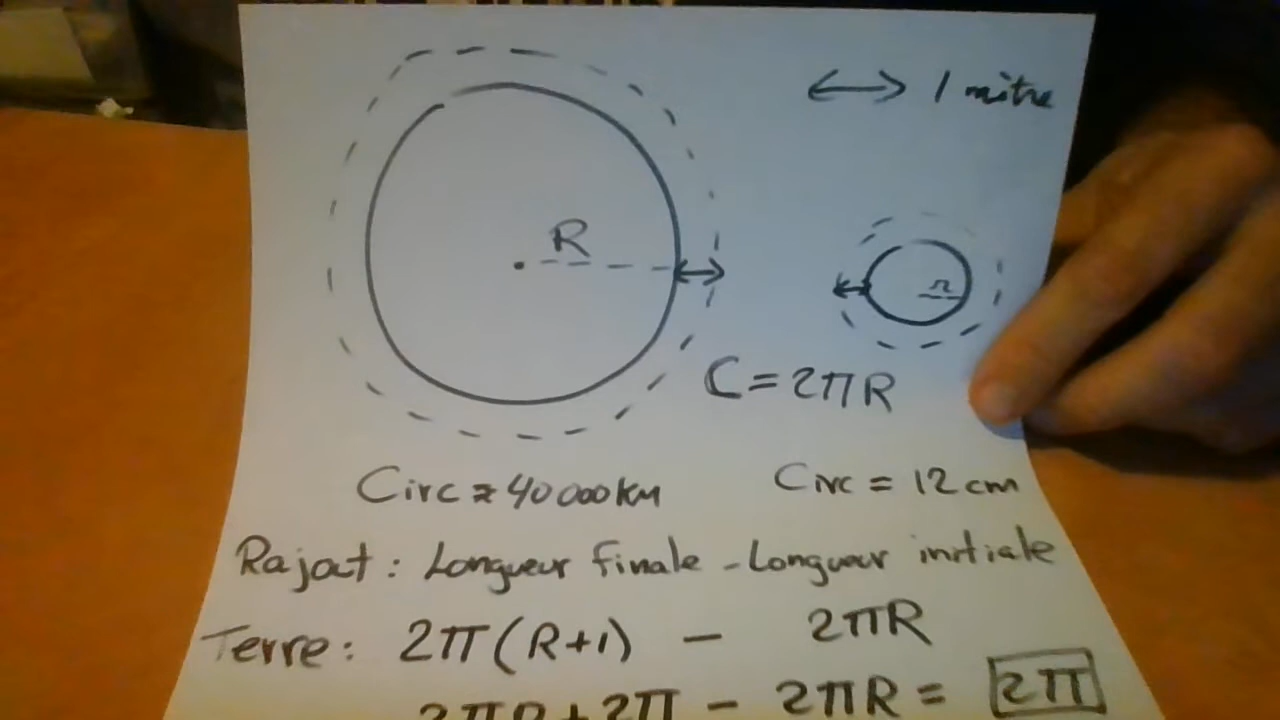 1 mètre
R
r
C = 2πR
Circ ≈ 40 000 km
Circ = 12 cm
Rajout : Longueur finale - Longueur initiale
Terre : 2π(R+1) - 2πR
2πR + 2π - 2πR = 2π